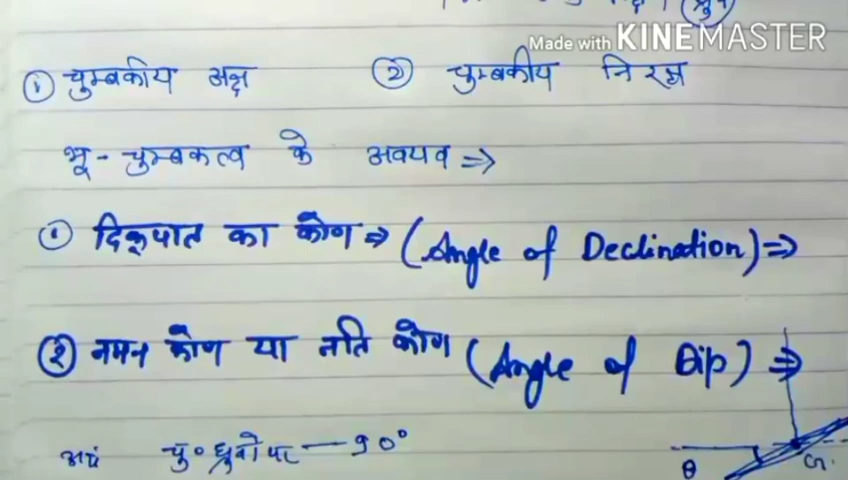 Made with KINEMASTER
① चुम्बकीय अक्ष ② चुम्बकीय निरक्ष
भू-चुम्बकत्व के अवयव ⇒
① दिक्पात का कोण ⇒ (Angle of Declination) ⇒
② नमन कोण या नति कोण (Angle of Dip) ⇒
चु॰ ध्रुवो पर — 90°
θ G